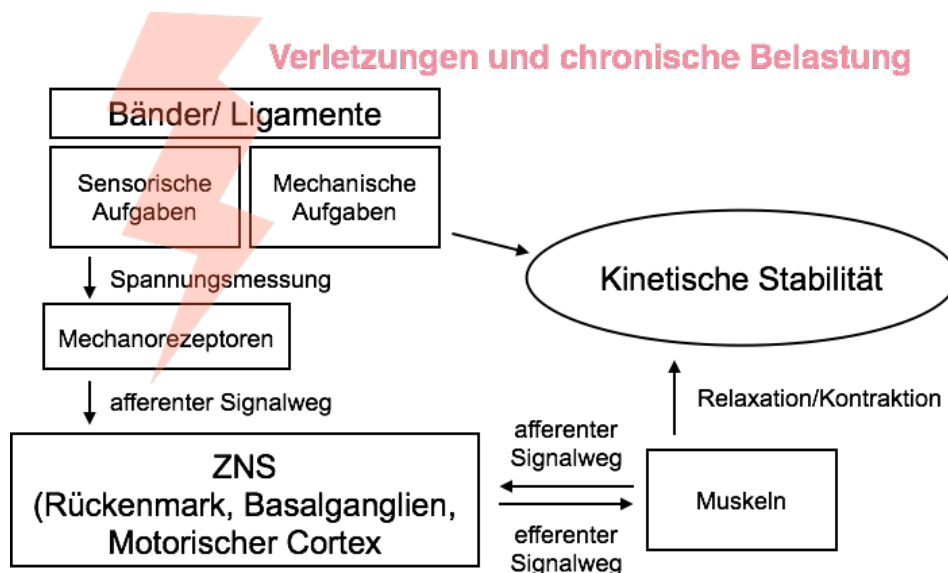 Verletzungen und chronische Belastung
Bänder/ Ligamente
Sensorische
Aufgaben
Mechanische
Aufgaben
Spannungsmessung
Kinetische Stabilität
Mechanorezeptoren
afferenter Signalweg
Relaxation/Kontraktion
ZNS
(Rückenmark, Basalganglien,
Motorischer Cortex
afferenter
Signalweg
efferenter
Signalweg
Muskeln